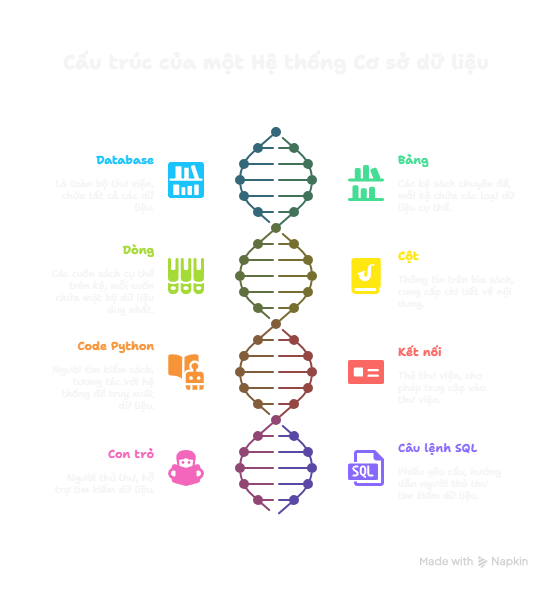 Cấu trúc của một Hệ thống Cơ sở dữ liệu
Database
Là toàn bộ thư viện,
chứa tất cả các dữ
liệu.
Bảng
Các kệ sách chuyên đề,
mỗi kệ chứa các loại dữ
liệu cụ thể.
Dòng
Các cuốn sách cụ thể
trên kệ, mỗi cuốn
chứa một bộ dữ liệu
duy nhất.
Cột
Thông tin trên bìa sách,
cung cấp chi tiết về nội
dung.
Code Python
Người tìm kiếm sách,
tương tác với hệ
thống để truy xuất
dữ liệu.
Kết nối
Thẻ thư viện, cho
phép truy cập vào
thư viện.
Con trỏ
Người thủ thư, hỗ
trợ tìm kiếm dữ liệu.
Câu lệnh SQL
SQL
Phiếu yêu cầu, hướng
dẫn người thủ thư
tìm kiếm dữ liệu.
Made with Napkin